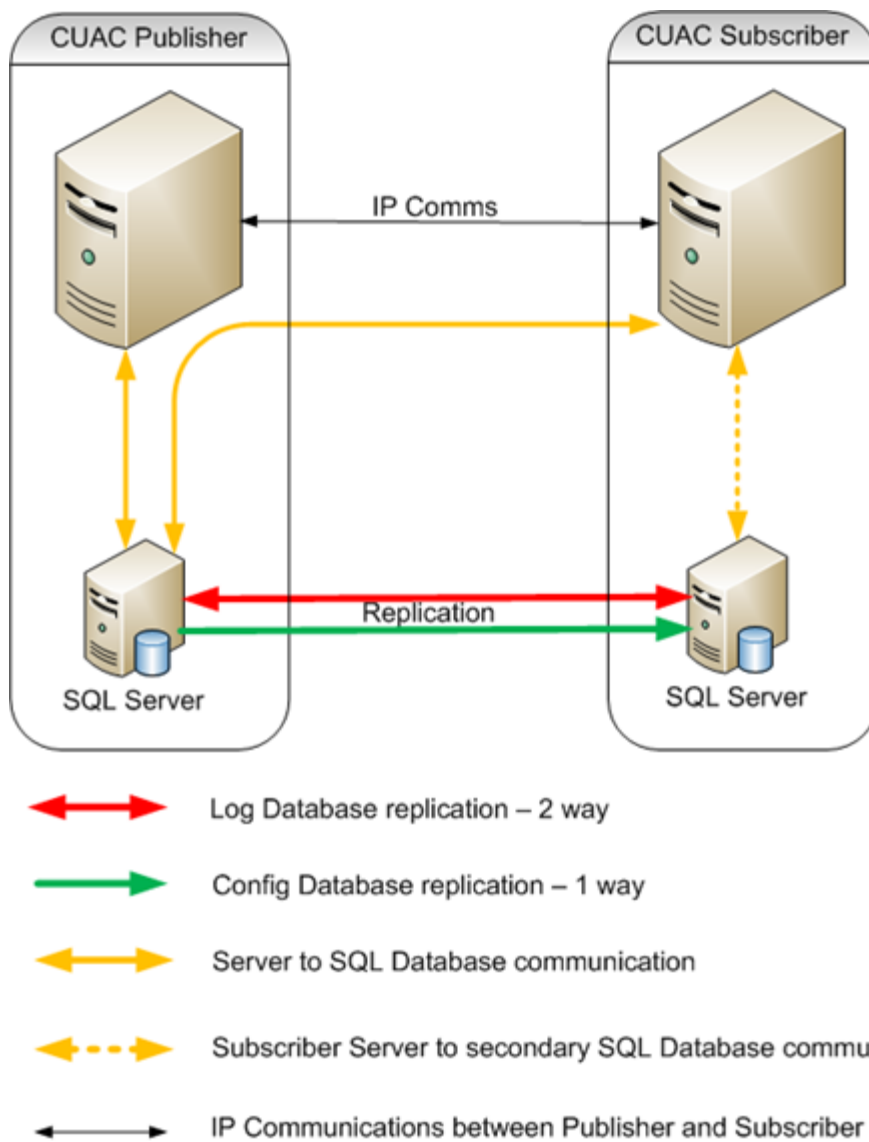 CUAC Publisher
CUAC Subscriber
IP Comms
Replication
SQL Server
SQL Server
Log Database replication – 2 way
Config Database replication – 1 way
Server to SQL Database communication
Subscriber Server to secondary SQL Database
IP Communications between Publisher and Subscriber